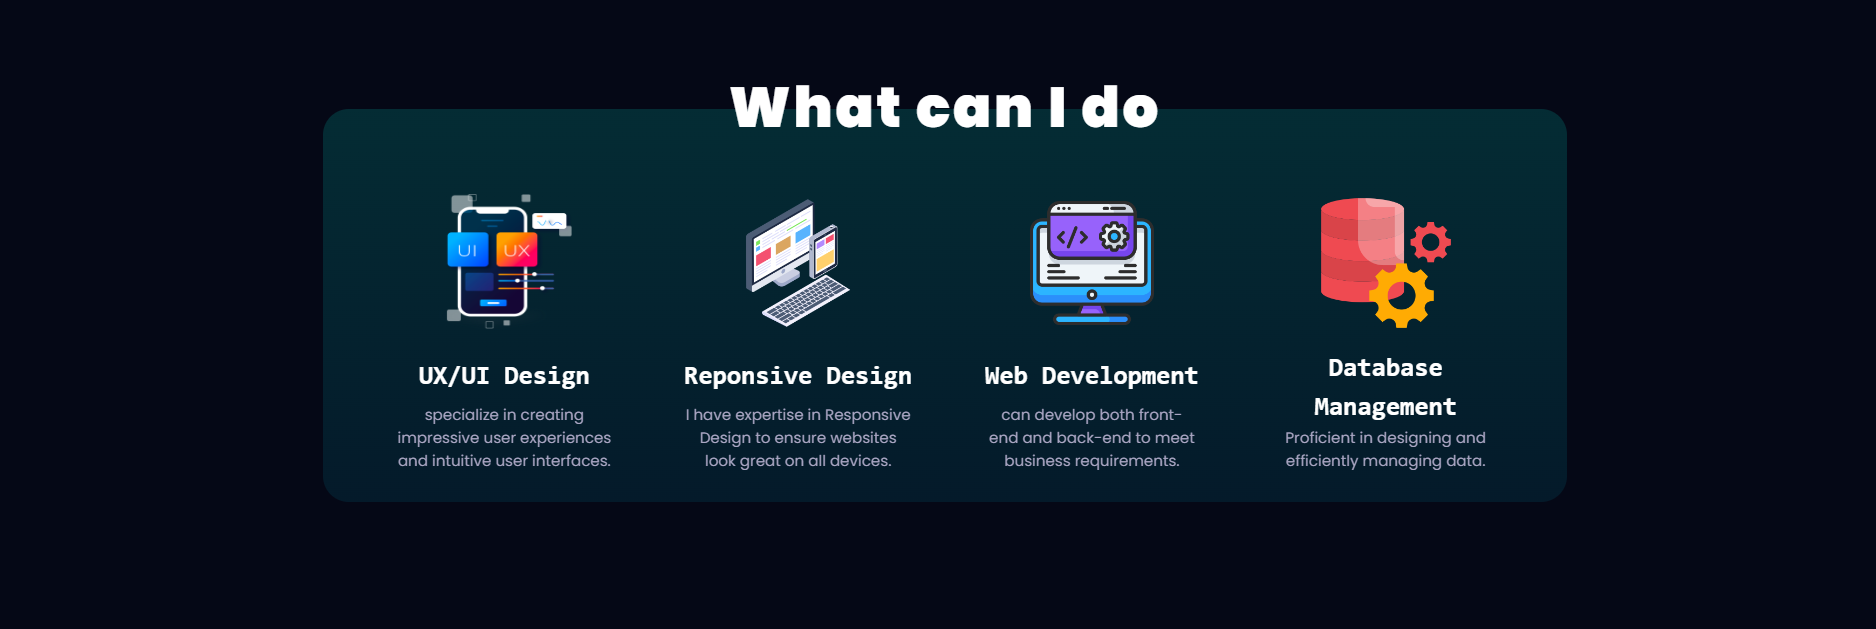 What can I do
UI
UX
</>
UX/UI Design
specialize in creating
impressive user experiences
and intuitive user interfaces.
Reponsive Design
I have expertise in Responsive
Design to ensure websites
look great on all devices.
Web Development
can develop both front-
end and back-end to meet
business requirements.
Database
Management
Proficient in designing and
efficiently managing data.